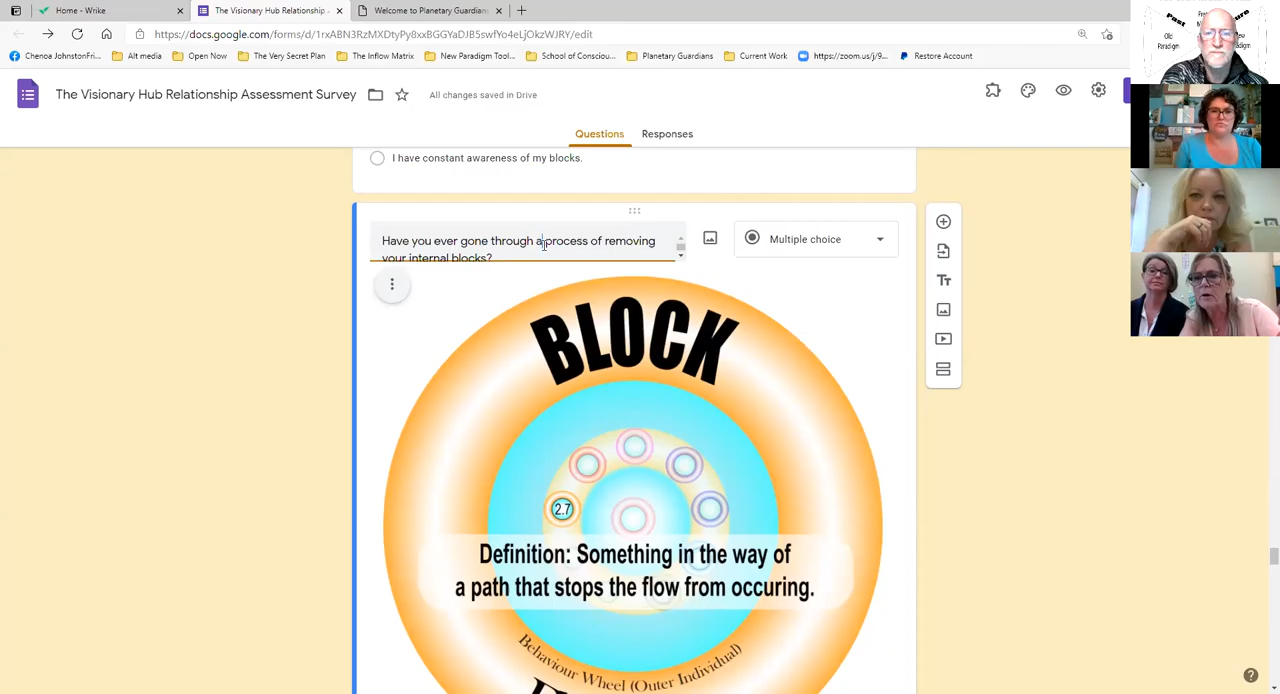 Home - Wrike
The Visionary Hub Relationship
Welcome to Planetary Guardians
https://docs.google.com/forms/d/1rxABN3RzMXDtyPy8xxBGGYaDJB5swfYo4eLjOkzWJRY/edit
Chenoa JohnstonFri...
Alt media
Open Now
The Very Secret Plan
The Inflow Matrix
New Paradigm Tool...
School of Consciou...
Planetary Guardians
Current Work
https://zoom.us/j/9...
Restore Account
The Visionary Hub Relationship Assessment Survey
All changes saved in Drive
Questions
Responses
I have constant awareness of my blocks.
Have you ever gone through a process of removing
your internal blocks?
Multiple choice
BLOCK
2.7
Definition: Something in the way of
a path that stops the flow from occuring.
Behaviour Wheel (Outer Individual)
Past
Old
Paradigm